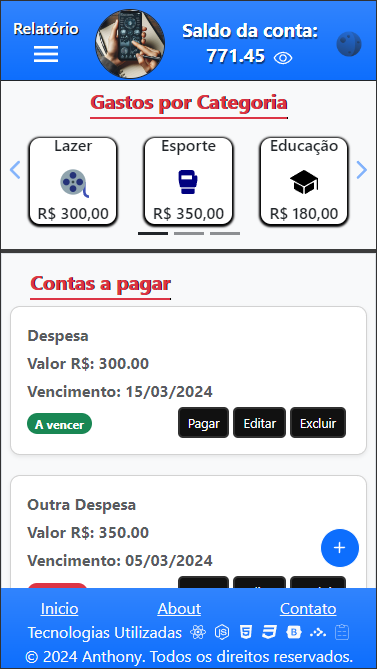 Relatório
Saldo da conta:
771.45
Gastos por Categoria
Lazer
R$ 300,00
Esporte
R$ 350,00
Educação
R$ 180,00
Contas a pagar
Despesa
Valor R$: 300.00
Vencimento: 15/03/2024
A vencer
Pagar Editar Excluir
Outra Despesa
Valor R$: 350.00
Vencimento: 05/03/2024
+
Inicio About Contato
Tecnologias Utilizadas
© 2024 Anthony. Todos os direitos reservados.